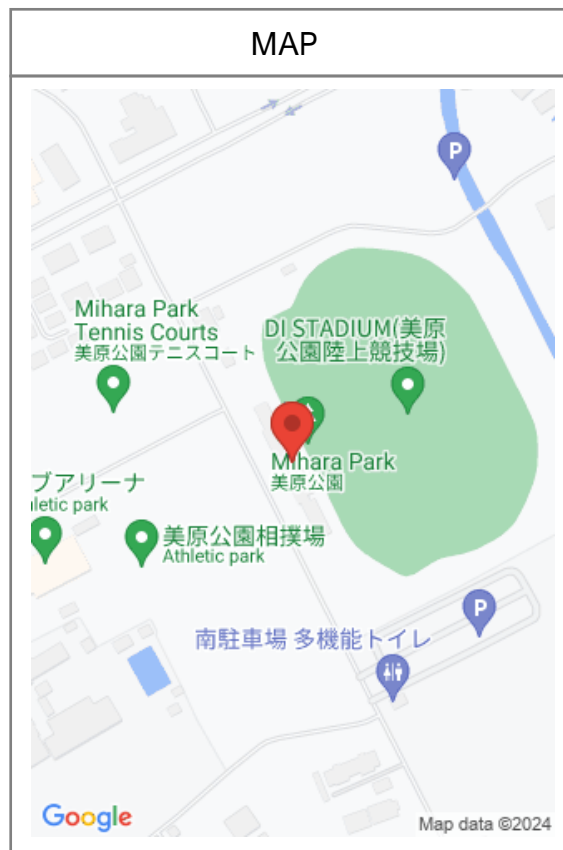 MAP
P
Mihara Park
Tennis Courts
美原公園テニスコート
DI STADIUM(美原
公園陸上競技場)
Mihara Park
美原公園
ブアリーナ
hletic park
美原公園相撲場
Athletic park
P
南駐車場 多機能トイレ
Google
Map data ©2024